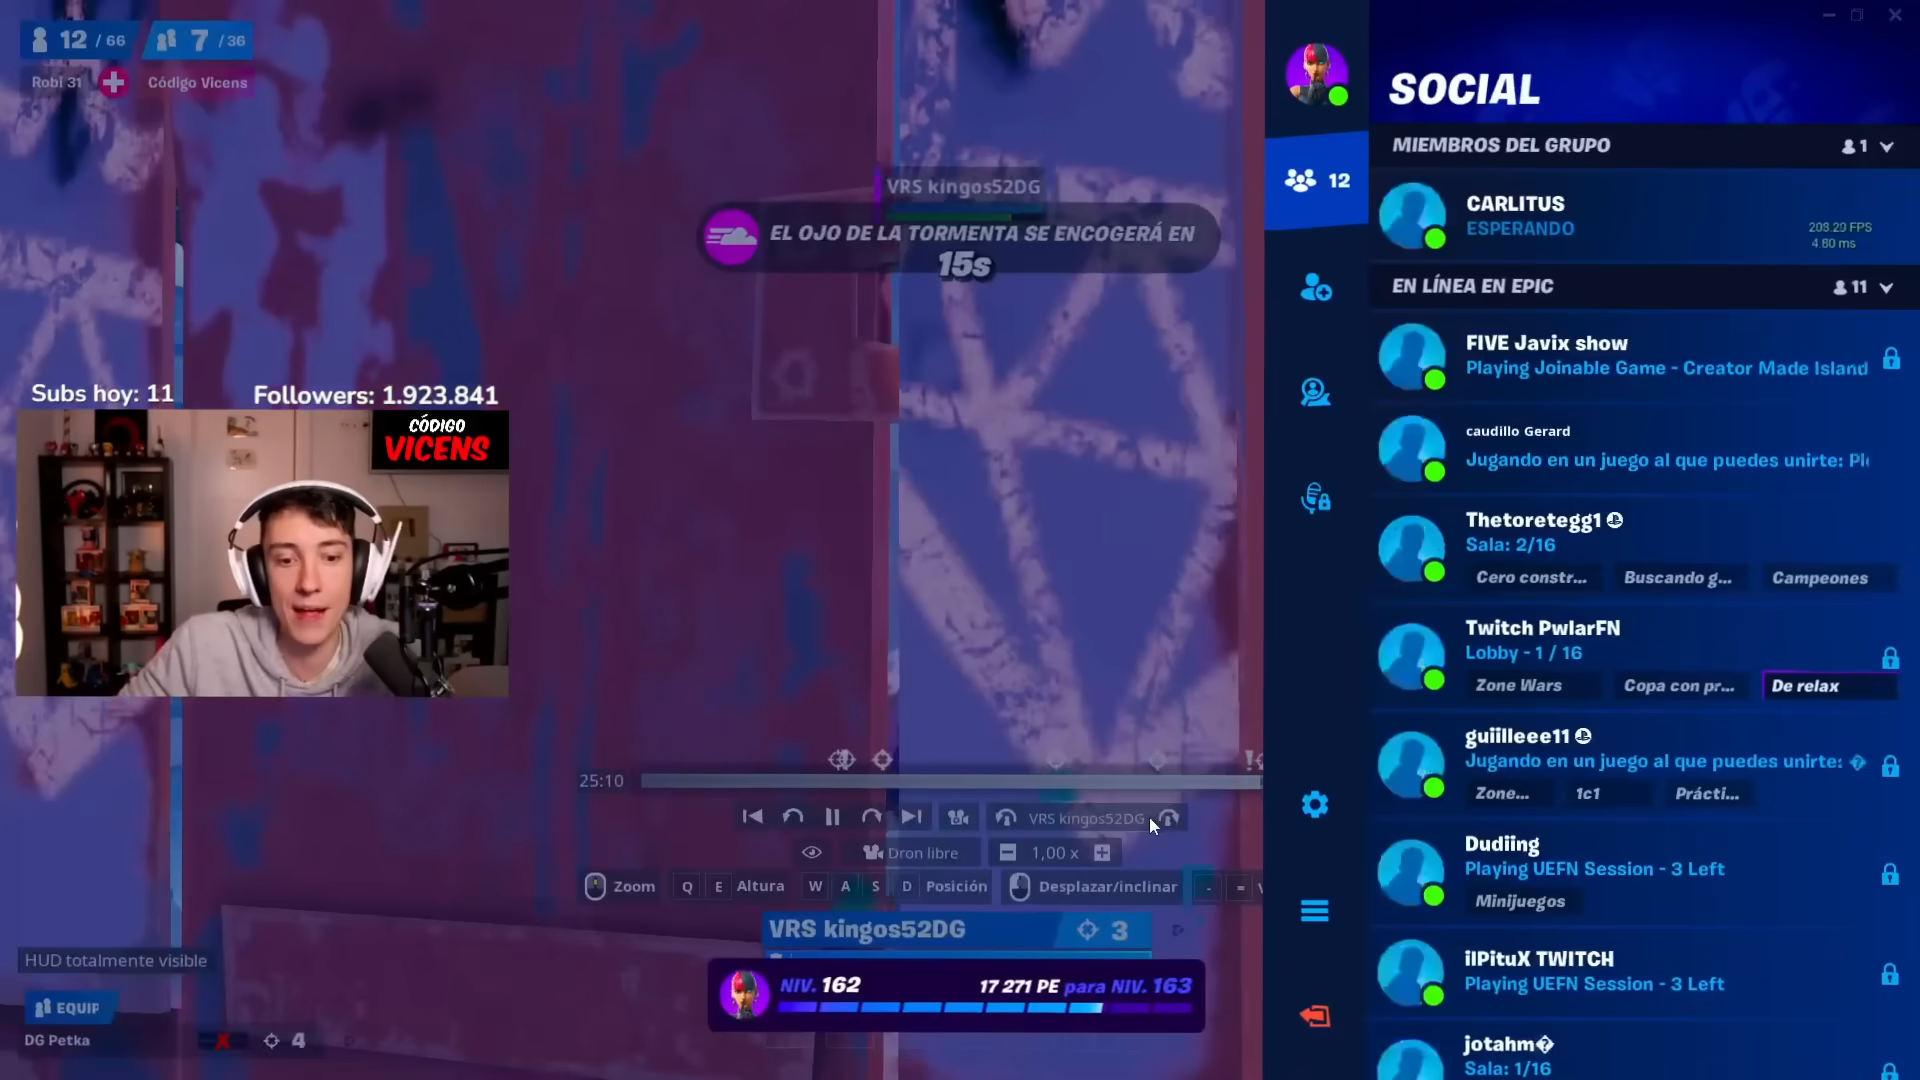 12 / 66
7 / 36
Robi 31
Código Vicens
VRS kingos52DG
EL OJO DE LA TORMENTA SE ENCOGERÁ EN
15s
Subs hoy: 11
Followers: 1.923.841
CÓDIGO
VICENS
25:10
VRS kingos52DG
Dron libre
1,00 x
Zoom
Q E Altura
W A S D Posición
Desplazar/inclinar
- =
VRS kingos52DG
3
HUD totalmente visible
EQUIP
DG Petka
X 4
NIV. 162
17 271 PE para NIV. 163
12
SOCIAL
MIEMBROS DEL GRUPO
1
CARLITUS
ESPERANDO
208.20 FPS
4.80 ms
EN LÍNEA EN EPIC
11
FIVE Javix show
Playing Joinable Game - Creator Made Island
caudillo Gerard
Jugando en un juego al que puedes unirte: Pl
Thetoretegg1
Sala: 2/16
Cero constr...
Buscando g...
Campeones
Twitch PwlarFN
Lobby - 1 / 16
Zone Wars
Copa con pr...
De relax
guiilleee11
Jugando en un juego al que puedes unirte: �
Zone...
1c1
Prácti...
Dudiing
Playing UEFN Session - 3 Left
Minijuegos
ilPituX TWITCH
Playing UEFN Session - 3 Left
jotahm�
Sala: 1/16